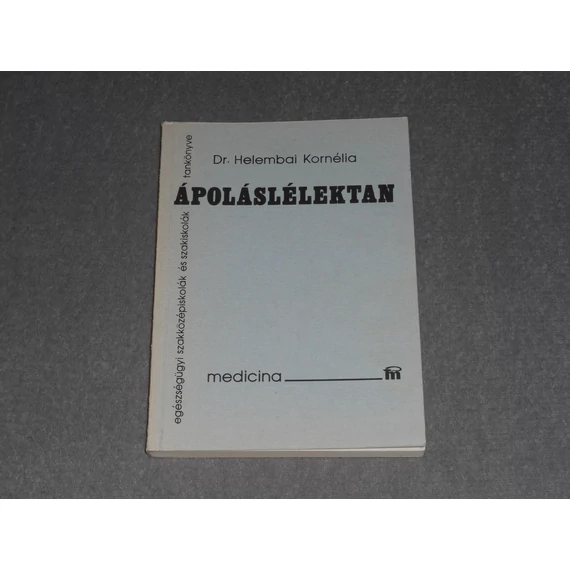 Dr. Helembai Kornélia
ÁPOLÁSLÉLEKTAN
egészségügyi szakközépiskolák és szakiskolák tankönyve
medicina